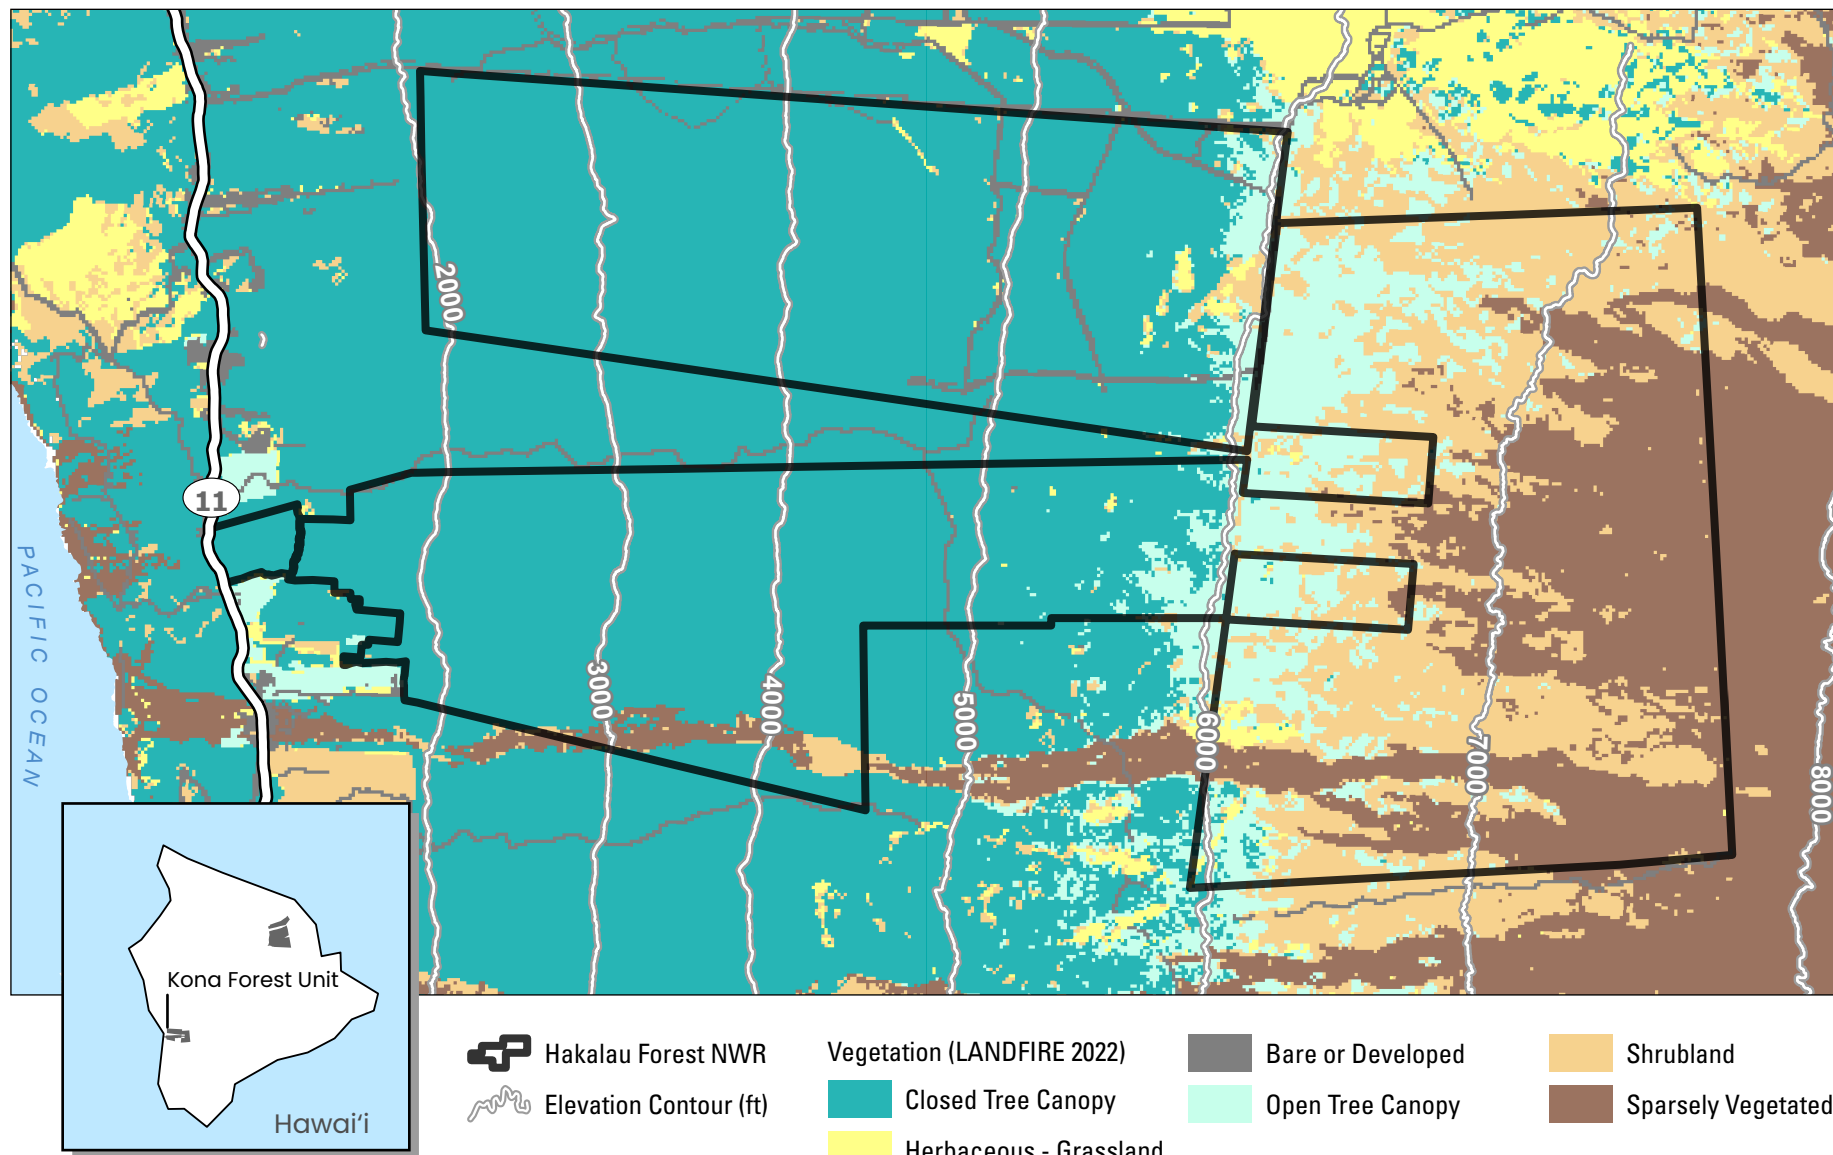 2000
11
PACIFIC OCEAN
3000
4000
5000
6000
7000
8000
Kona Forest Unit
Hawaiʻi
Hakalau Forest NWR
Elevation Contour (ft)
Vegetation (LANDFIRE 2022)
Closed Tree Canopy
Herbaceous - Grassland
Bare or Developed
Open Tree Canopy
Shrubland
Sparsely Vegetated